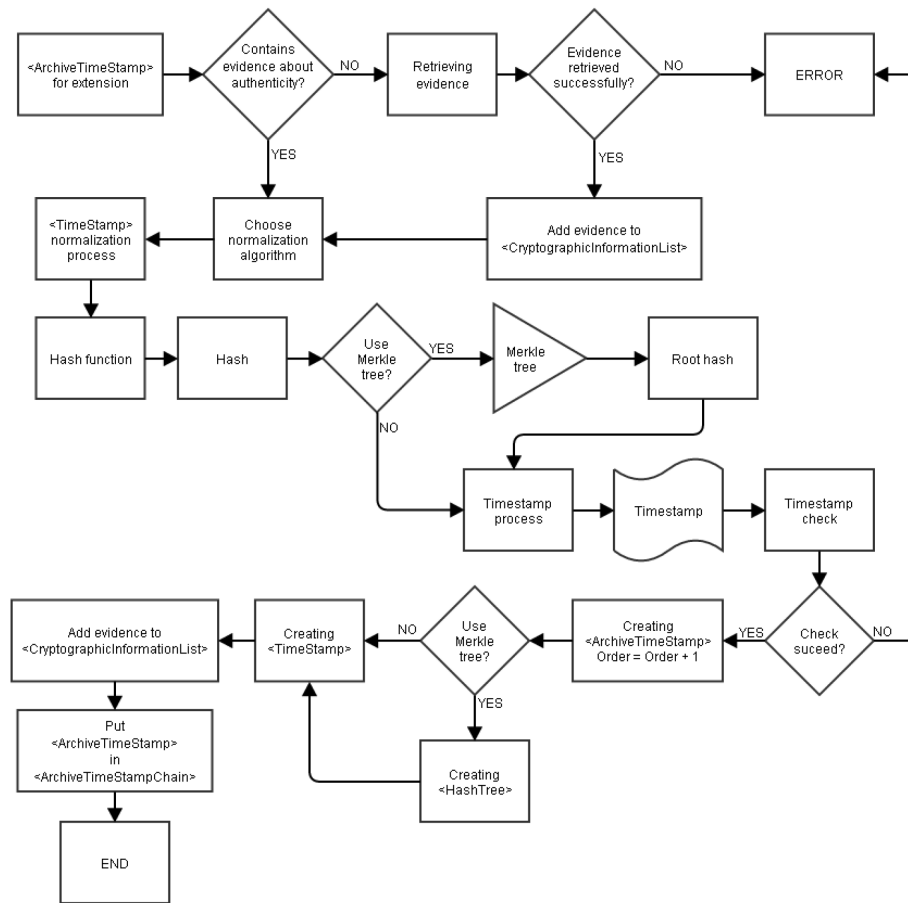 <ArchiveTimeStamp>
for extension
Contains
evidence about
authenticity?
NO
Retrieving
evidence
Evidence
retrieved
successfully?
NO
ERROR
YES
YES
<TimeStamp>
normalization
process
Choose
normalization
algorithm
Add evidence to
<CryptographicInformationList>
Hash function
Hash
Use
Merkle
tree?
YES
Merkle
tree
Root hash
NO
Timestamp
process
Timestamp
Timestamp
check
Add evidence to
<CryptographicInformationList>
Creating
<TimeStamp>
NO
Use
Merkle
tree?
Creating
<ArchiveTimeStamp>
Order = Order + 1
YES
Check
suceed?
NO
YES
Put
<ArchiveTimeStamp>
in
<ArchiveTimeStampChain>
Creating
<HashTree>
END